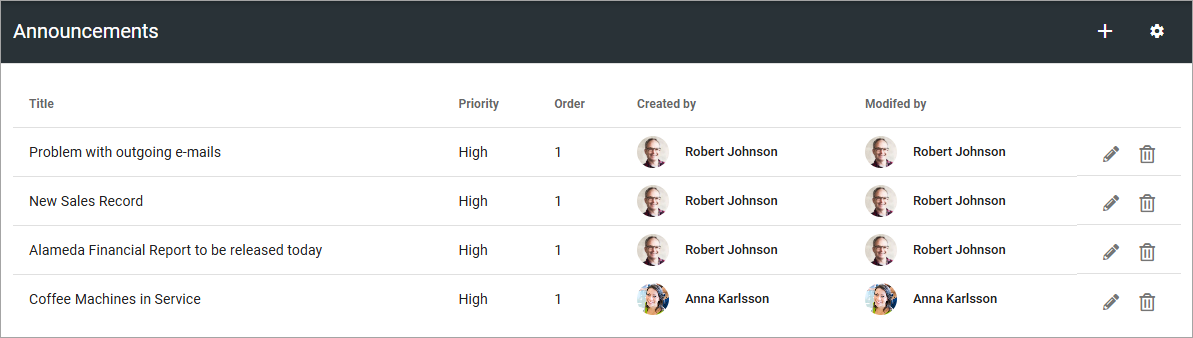 Announcements
Title Priority Order Created by Modifed by
Problem with outgoing e-mails High 1 Robert Johnson Robert Johnson
New Sales Record High 1 Robert Johnson Robert Johnson
Alameda Financial Report to be released today High 1 Robert Johnson Robert Johnson
Coffee Machines in Service High 1 Anna Karlsson Anna Karlsson